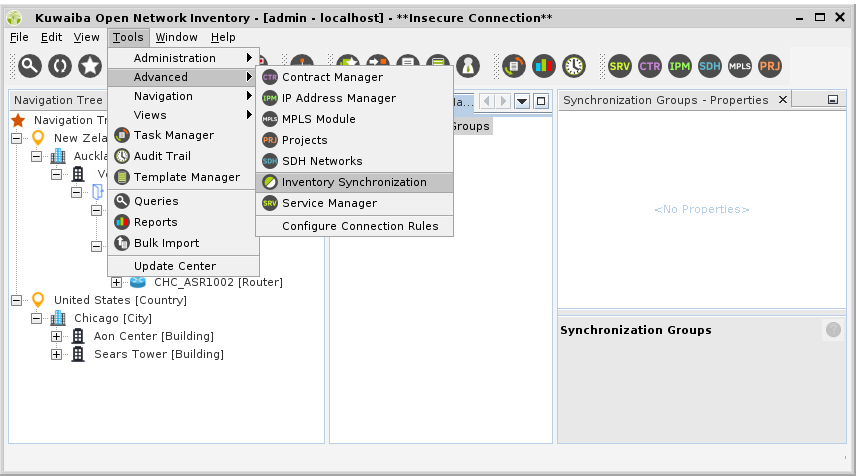 Kuwaiba Open Network Inventory - [admin - localhost] - **Insecure Connection**
File Edit View Tools Window Help
SRV CTR IPM SDH MPLS PRJ
Administration
Advanced
Navigation
Views
Task Manager
Audit Trail
Template Manager
Queries
Reports
Bulk Import
Update Center
CTR Contract Manager
IPM IP Address Manager
MPLS MPLS Module
PRJ Projects
SDH SDH Networks
Inventory Synchronization
SRV Service Manager
Configure Connection Rules
Navigation Tree
Navigation Tr
New Zela
Auckla
CHC_ASR1002 [Router]
United States [Country]
Chicago [City]
Aon Center [Building]
Sears Tower [Building]
Groups
Synchronization Groups - Properties
<No Properties>
Synchronization Groups